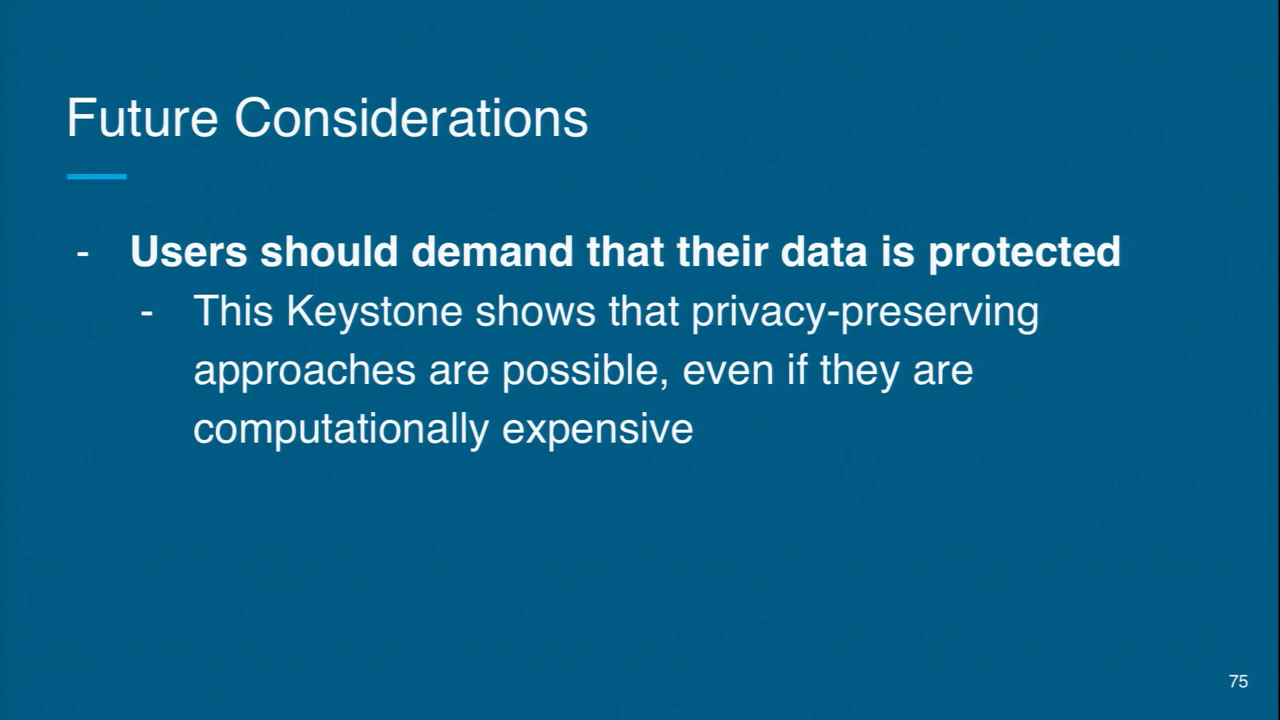 Future Considerations
- Users should demand that their data is protected
- This Keystone shows that privacy-preserving
approaches are possible, even if they are
computationally expensive
75